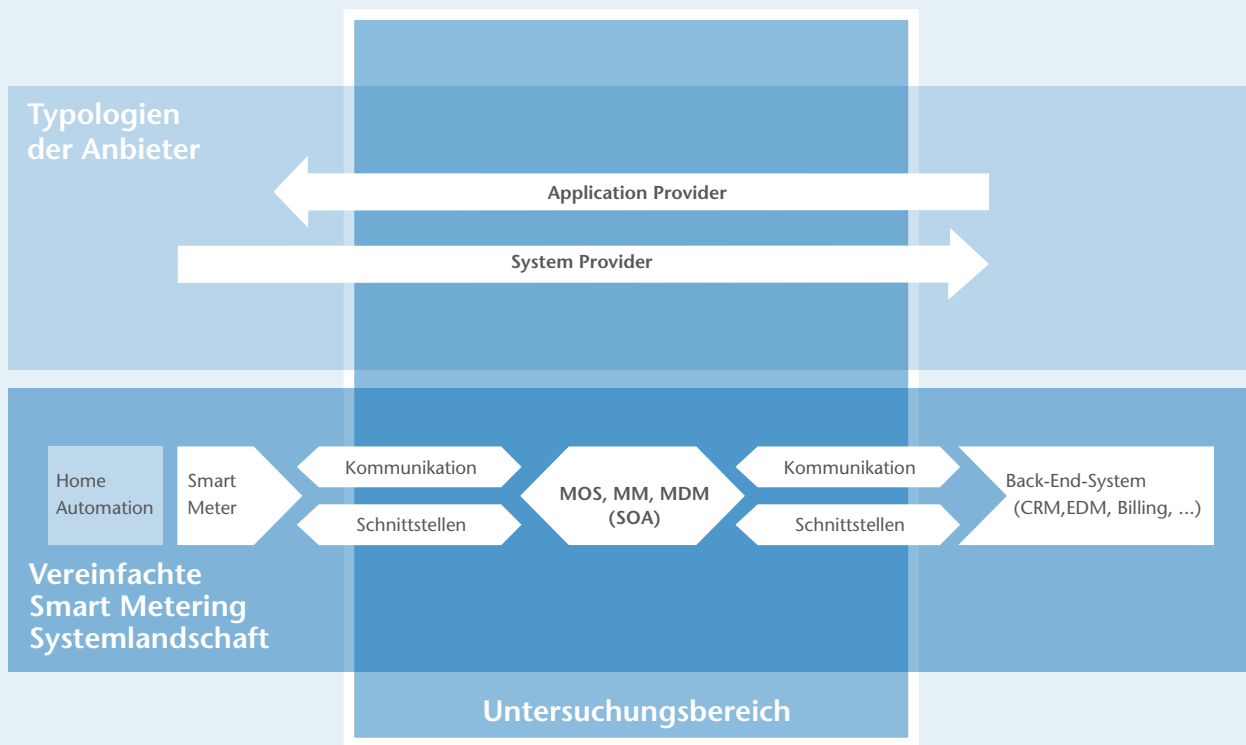 Typologien
der Anbieter
Application Provider
System Provider
Home
Automation
Smart
Meter
Kommunikation
Schnittstellen
MOS, MM, MDM
(SOA)
Kommunikation
Schnittstellen
Back-End-System
(CRM,EDM, Billing, ...)
Vereinfachte
Smart Metering
Systemlandschaft
Untersuchungsbereich